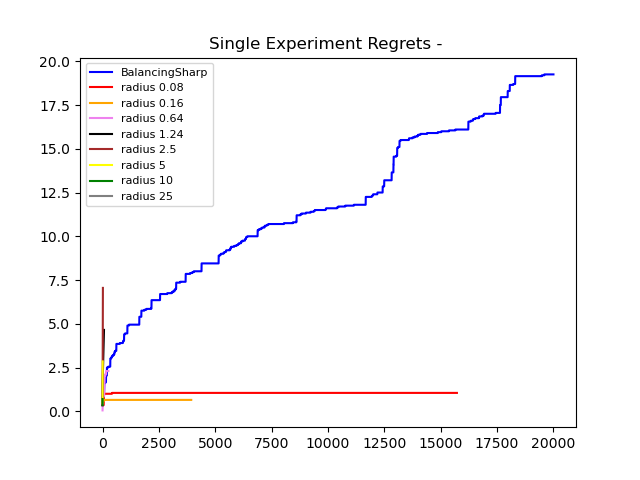 Single Experiment Regrets -
20.0
17.5
15.0
12.5
10.0
7.5
5.0
2.5
0.0
BalancingSharp
radius 0.08
radius 0.16
radius 0.64
radius 1.24
radius 2.5
radius 5
radius 10
radius 25
0 2500 5000 7500 10000 12500 15000 17500 20000